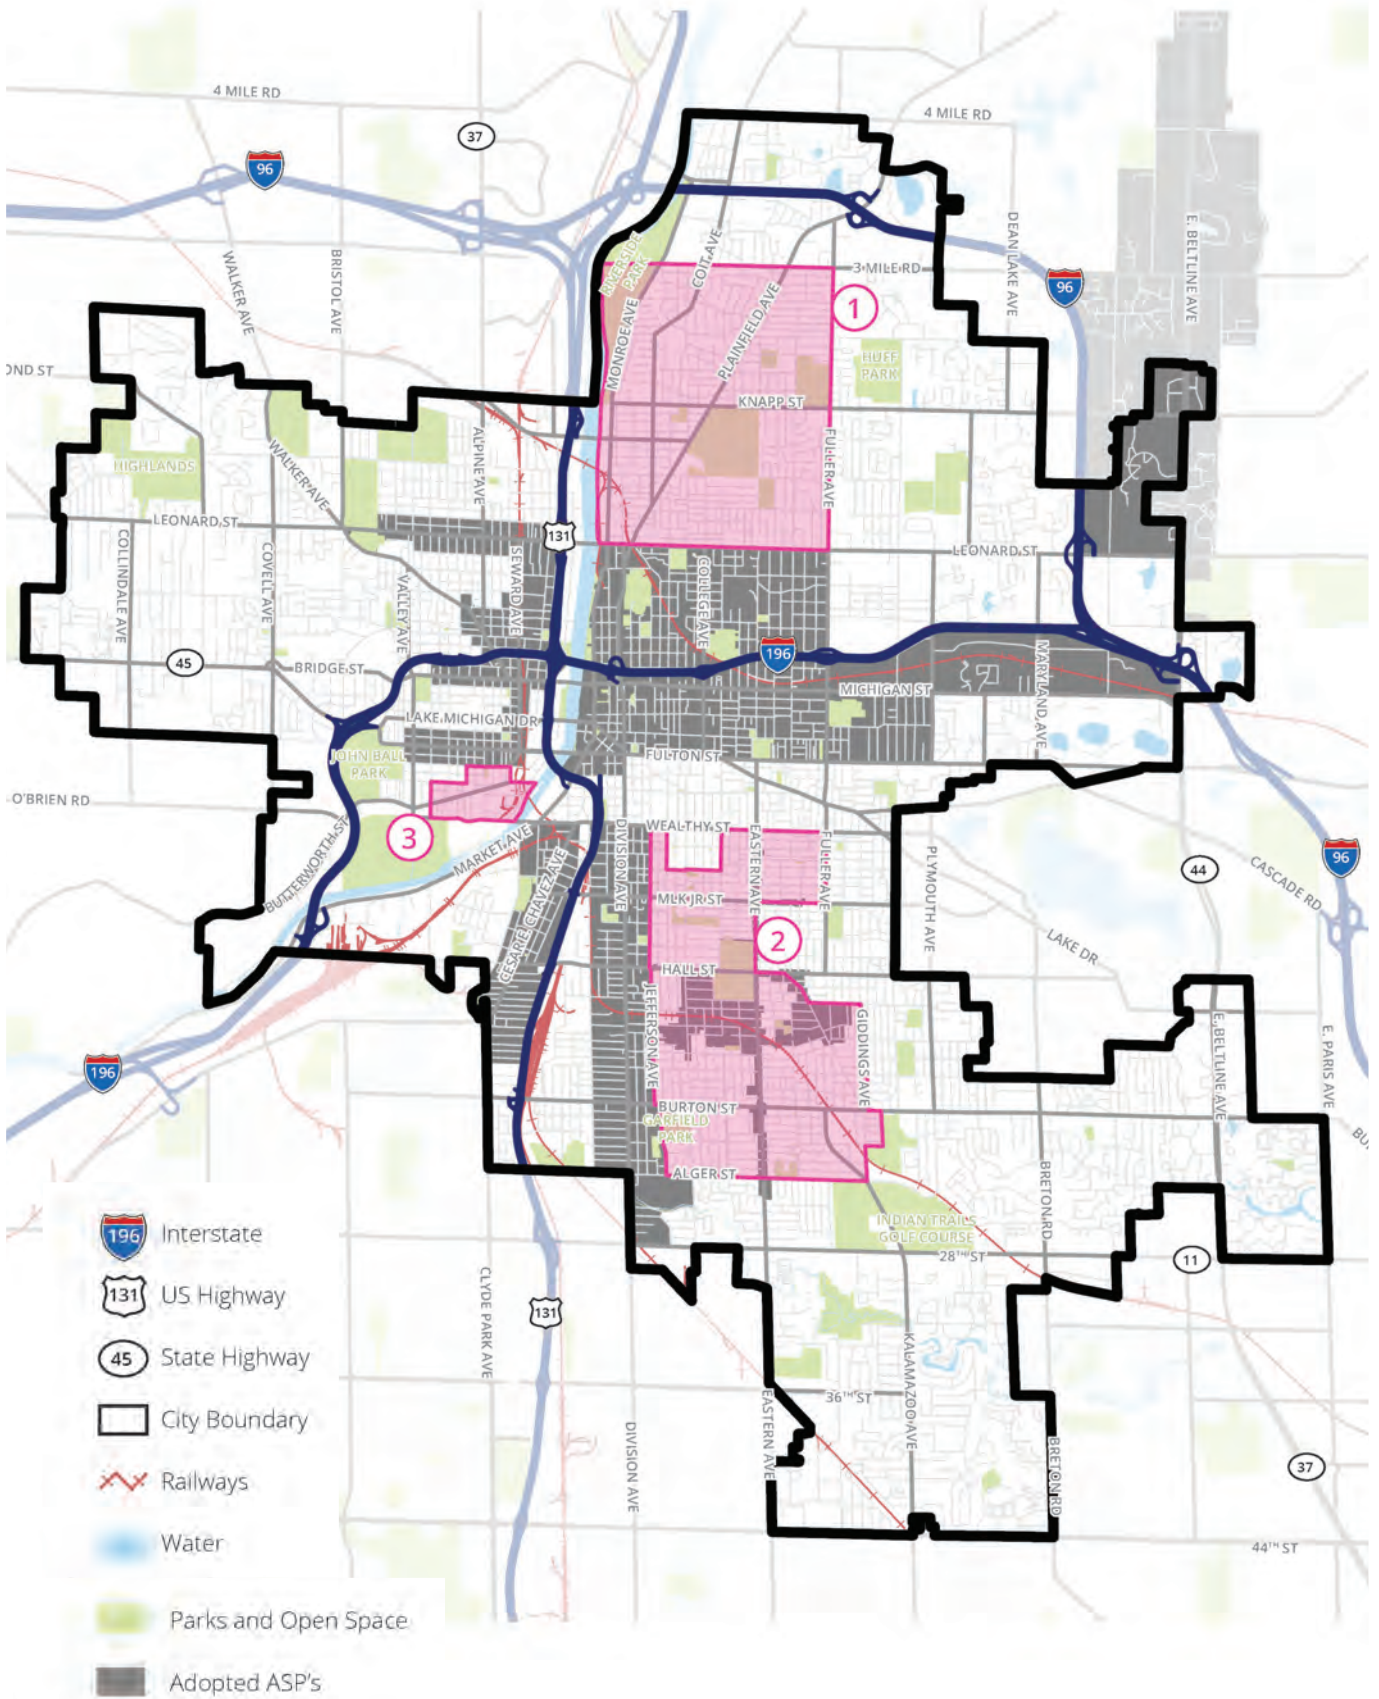 4 MILE RD
4 MILE RD
37
96
DEAN LAKE AVE
E. BELTLINE AVE
WALKER AVE
BRISTOL AVE
RIVERSIDE
PARK
COIT AVE
3 MILE RD
96
MONROE AVE
PLAINFIELD AVE
1
OND ST
HUFF
PARK
KNAPP ST
HIGHLANDS
WALKER AVE
ALPINE AVE
FULLER AVE
LEONARD ST
131
LEONARD ST
COLLINDALE AVE
COVELL AVE
VALLEY AVE
SEWARD AVE
COLLEGE AVE
45
BRIDGE ST
196
MICHIGAN ST
MARYLAND AVE
LAKE MICHIGAN DR
JOHN BALL
PARK
FULTON ST
O'BRIEN RD
3
BUTTERWORTH ST
MARKET AVE
CESAR E. CHAVEZ AVE
DIVISION AVE
WEALTHY ST
EASTERN AVE
FULLER AVE
PLYMOUTH AVE
44
CASCADE RD
96
MLK JR ST
2
LAKE DR
HALL ST
JEFFERSON AVE
GIDDINGS AVE
E. BELTLINE AVE
E. PARIS AVE
196
BURTON ST
BU
GARFIELD
PARK
ALGER ST
BRETON RD
INDIAN TRAILS
GOLF COURSE
28TH ST
11
196
Interstate
131
US Highway
CLYDE PARK AVE
131
45
State Highway
KALAMAZOO AVE
36TH ST
City Boundary
EASTERN AVE
DIVISION AVE
BRETON RD
37
Railways
Water
44TH ST
Parks and Open Space
Adopted ASP's